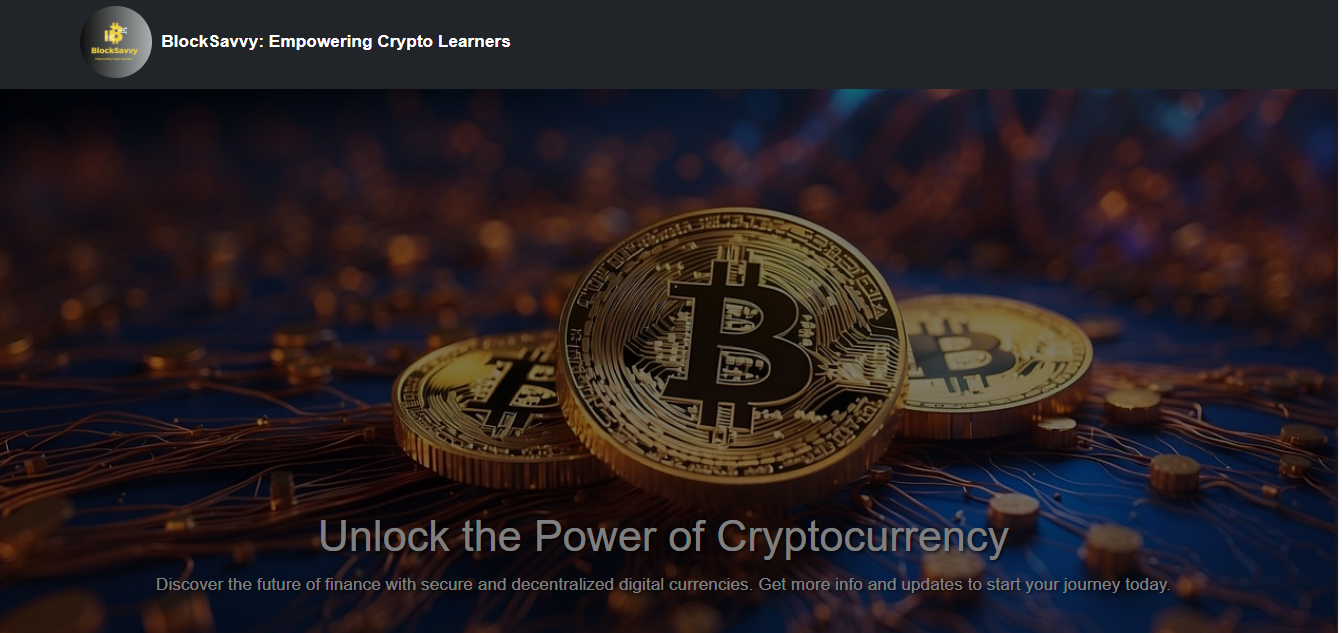 BlockSavvy
BlockSavvy: Empowering Crypto Learners
Unlock the Power of Cryptocurrency
Discover the future of finance with secure and decentralized digital currencies. Get more info and updates to start your journey today.